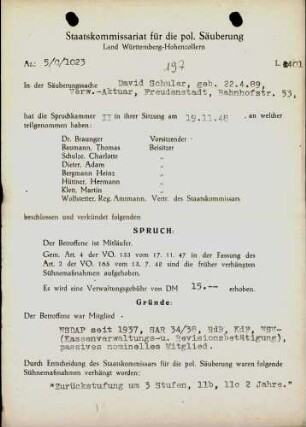 Staatskommissariat für die pol. Säuberung
Land Württemberg-Hohenzollern
Az.: 5/C/1023
197
In der Säuberungssache David Schuler, geb. 22.4.89,
Verw.-Aktuar, Freudenstadt, Bahnhofstr. 53,
hat die Spruchkammer II in ihrer Sitzung am 19.11.48, an welcher
teilgenommen haben:
Dr. Braunger Vorsitzender
Baumann, Thomas Beisitzer
Schulze, Charlotte "
Dieter, Adam "
Bergmann Heinz "
Hüttner, Hermann "
Klett, Martin "
Wolfstetter, Reg. Amtmann, Vertr. des Staatskommissars
beschlossen und verkündet folgenden
SPRUCH:
Der Betroffene ist Mitläufer.
Gem. Art 4 der VO. 133 vom 17. 11. 47 in der Fassung des
Art. 2 der VO. 165 vom 13. 7. 48 sind die früher verhängten
Sühnemaßnahmen aufgehoben.
Es wird eine Verwaltungsgebühr von DM 15.-- erhoben.
Gründe:
Der Betroffene war Mitglied
NSDAP seit 1937, SAR 34/38, RdB, KdF, NSV-
(Kassenverwaltungs-u. Revisionsbetätigung),
passives nominelles Mitglied.
Durch Entscheidung des Staatskommissars für die pol. Säuberung waren folgende
Sühnemaßnahmen verhängt worden:
"Zurückstufung um 3 Stufen, 11b, 11c 2 Jahre."